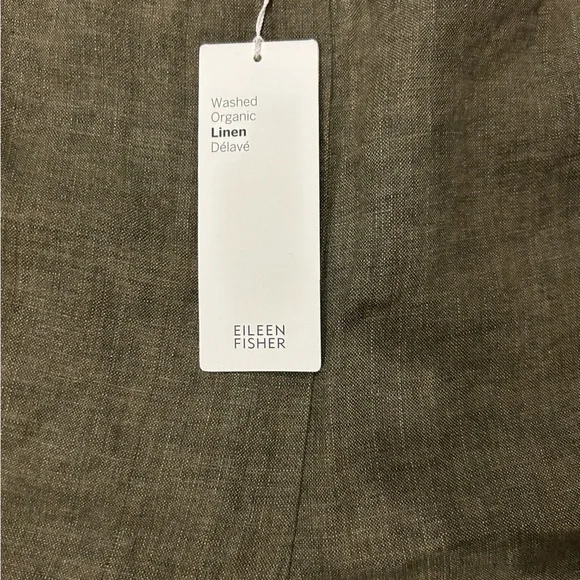 Washed
Organic
Linen
Délavé
EILEEN
FISHER